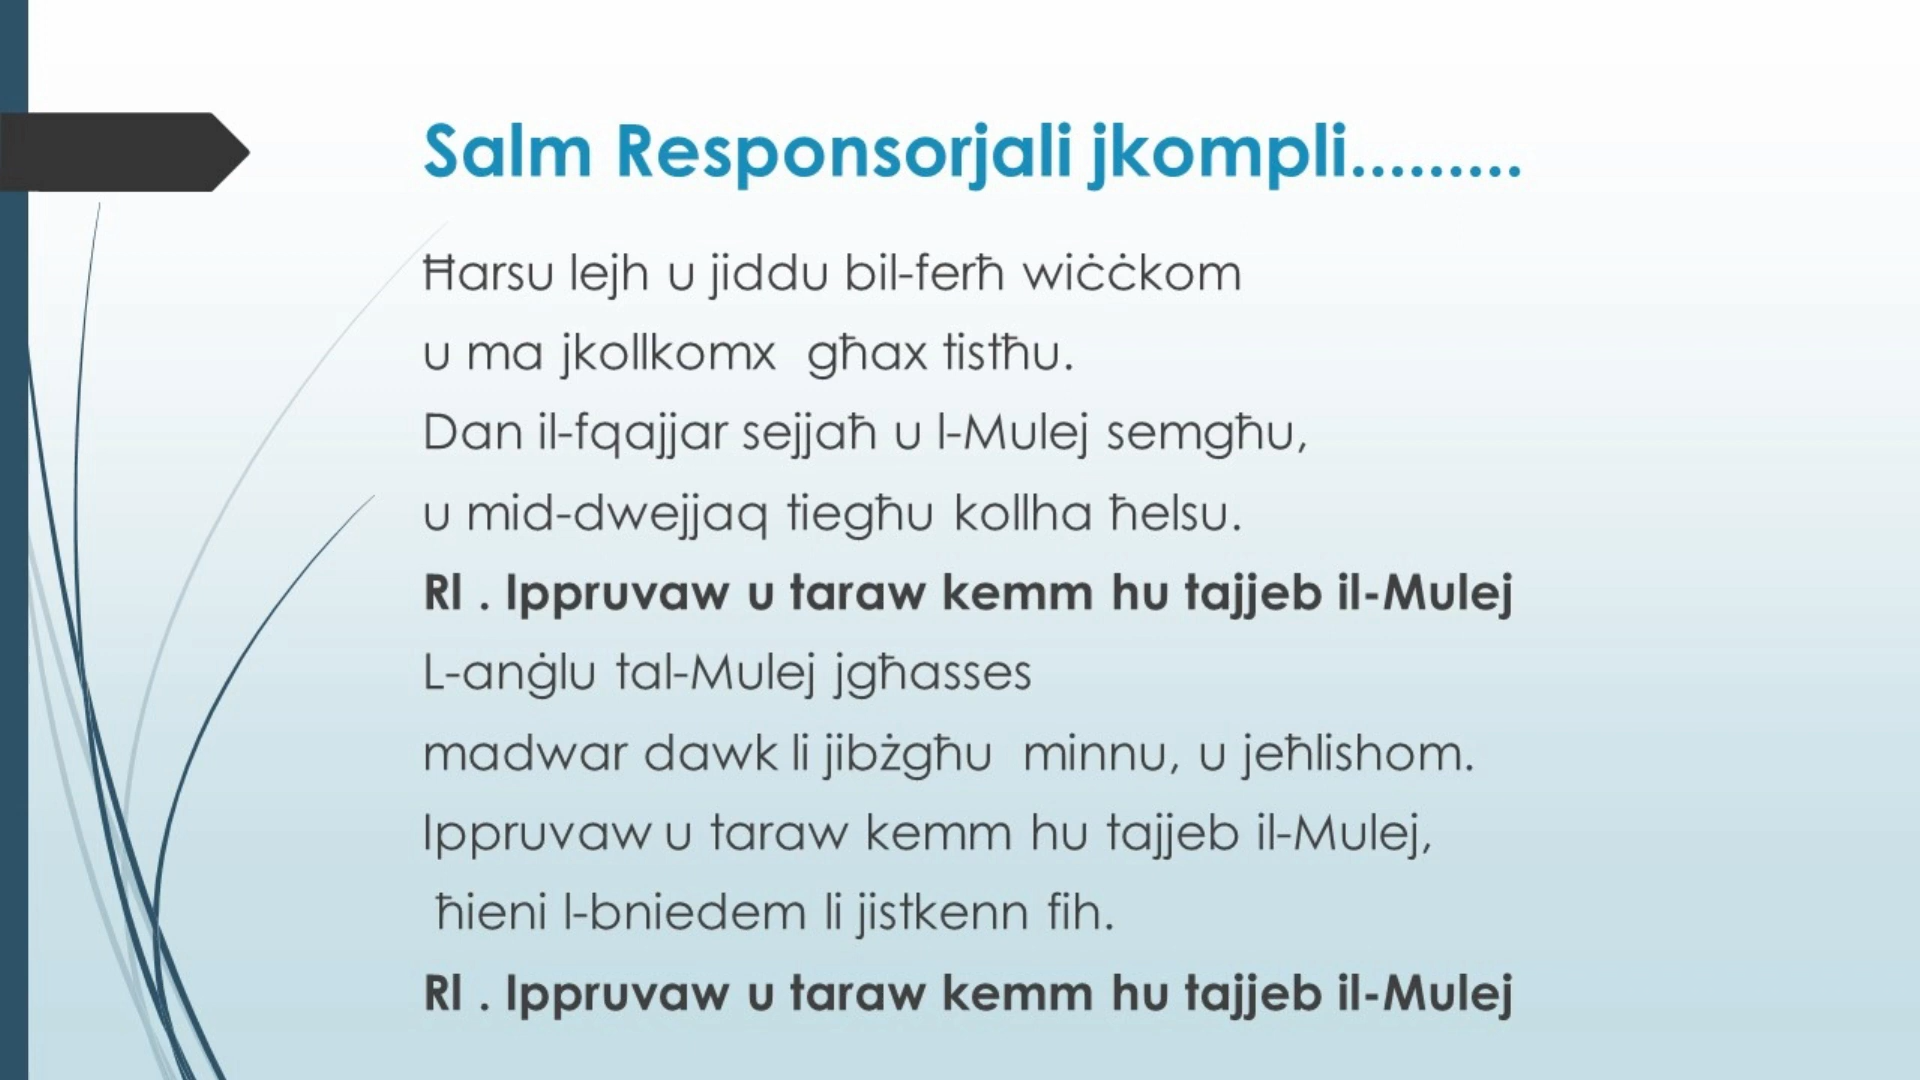 Salm Responsorjali jkompli.........
Ħarsu lejh u jiddu bil-ferħ wiċċkom
u ma jkollkomx  għax tistħu.
Dan il-fqajjar sejjaħ u l-Mulej semgħu,
u mid-dwejjaq tiegħu kollha ħelsu.
Rl . Ippruvaw u taraw kemm hu tajjeb il-Mulej
L-anġlu tal-Mulej jgħasses
madwar dawk li jibżgħu  minnu, u jeħlishom.
Ippruvaw u taraw kemm hu tajjeb il-Mulej,
ħieni l-bniedem li jistkenn fih.
Rl . Ippruvaw u taraw kemm hu tajjeb il-Mulej